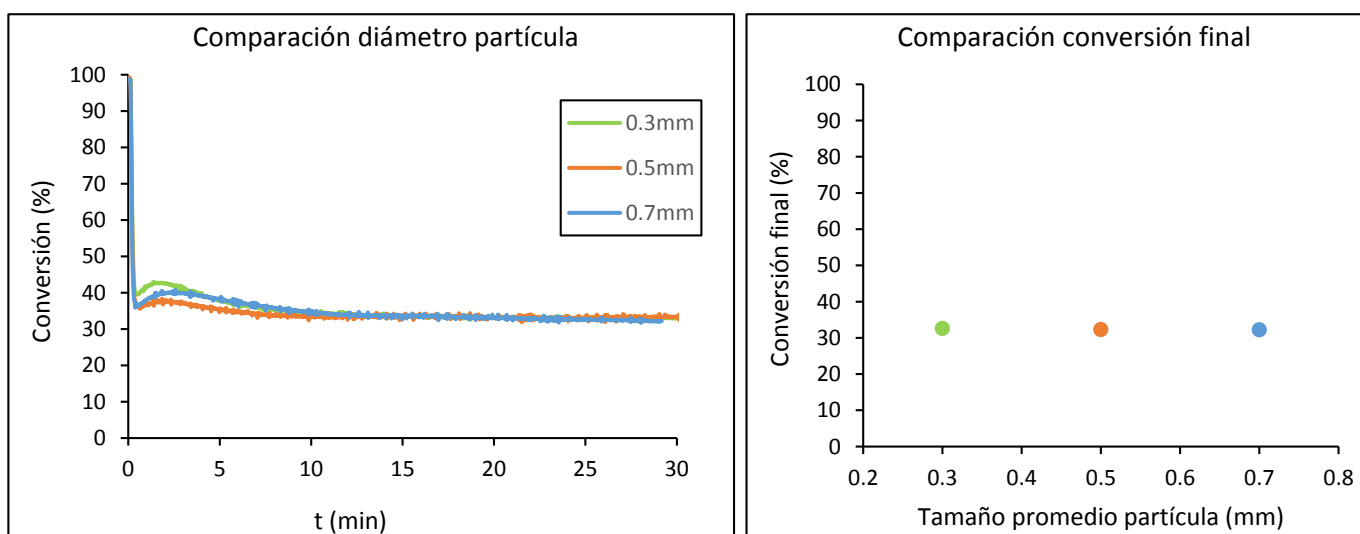 Comparación diámetro partícula
100
90
80
70
60
50
40
30
20
10
0
Conversión (%)
0.3mm
0.5mm
0.7mm
0 5 10 15 20 25 30
t (min)
Comparación conversión final
100
90
80
70
60
50
40
30
20
10
0
Conversión final (%)
0.2 0.3 0.4 0.5 0.6 0.7 0.8
Tamaño promedio partícula (mm)